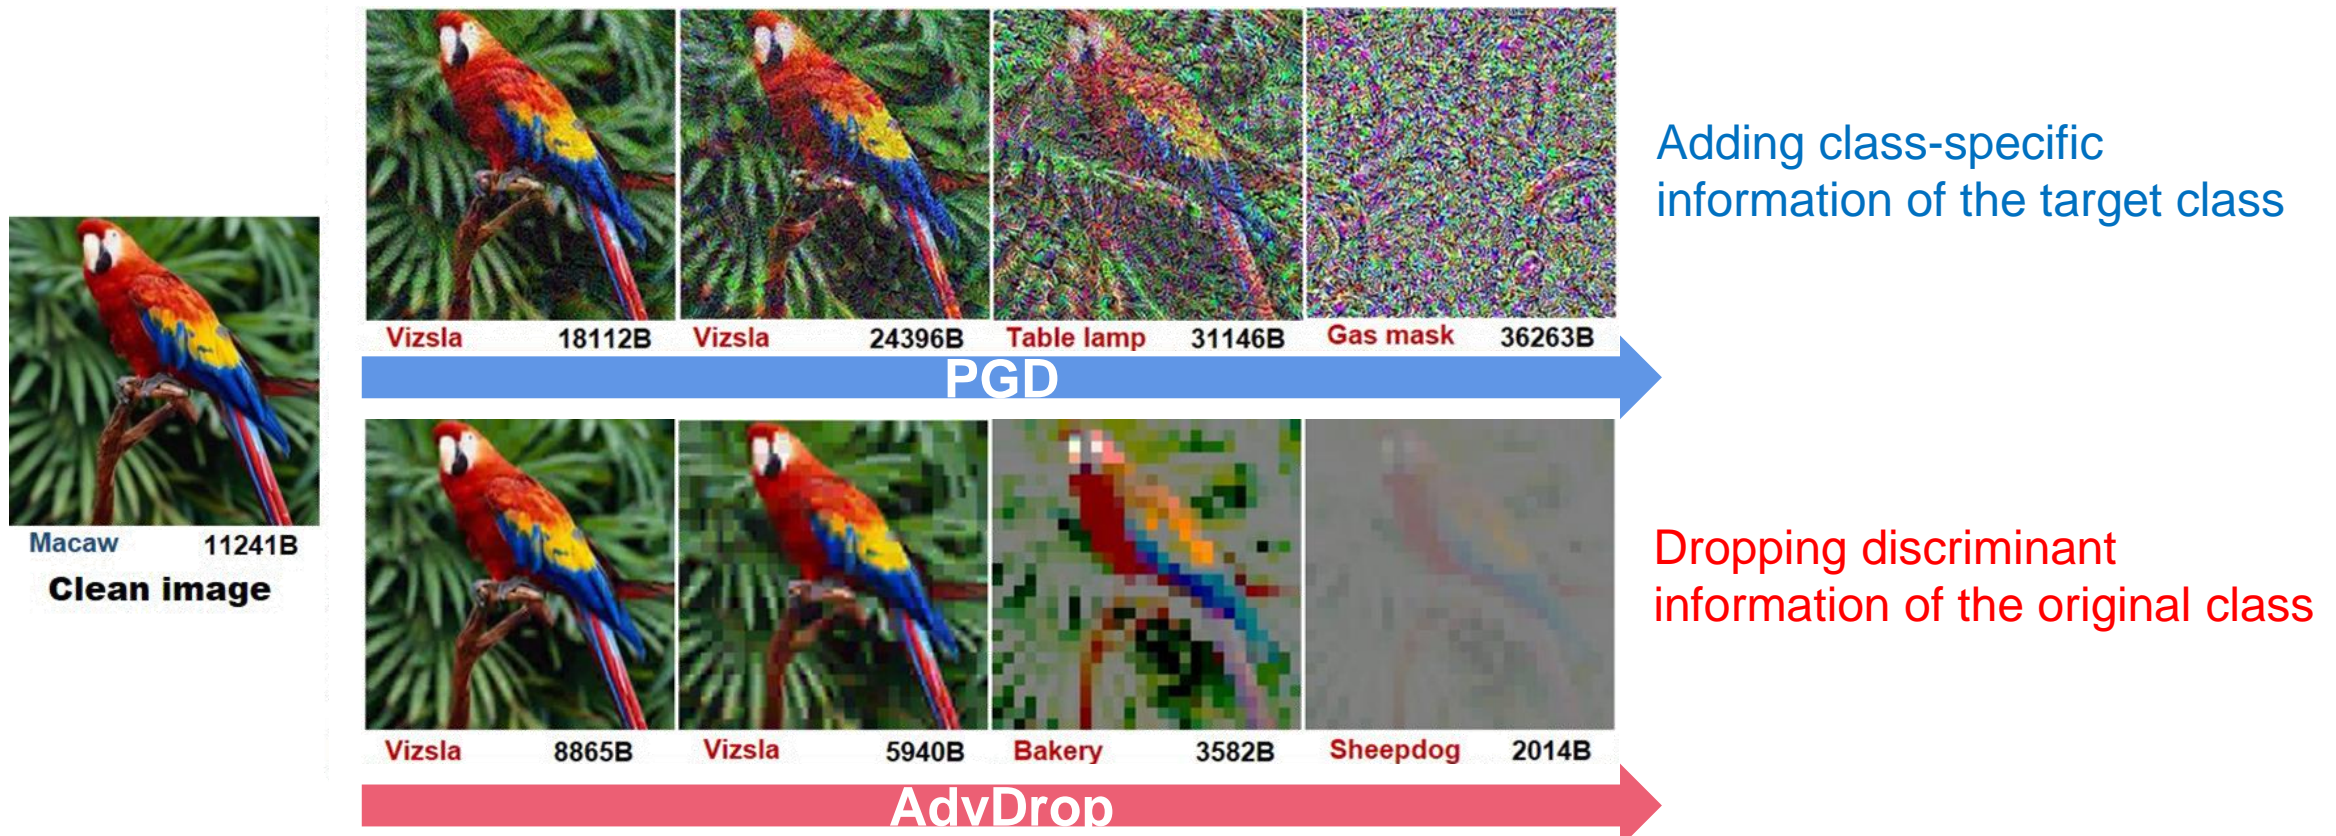 Adding class-specific
information of the target class
Vizsla 18112B Vizsla 24396B Table lamp 31146B Gas mask 36263B
PGD
Macaw 11241B
Clean image
Dropping discriminant
information of the original class
Vizsla 8865B Vizsla 5940B Bakery 3582B Sheepdog 2014B
AdvDrop